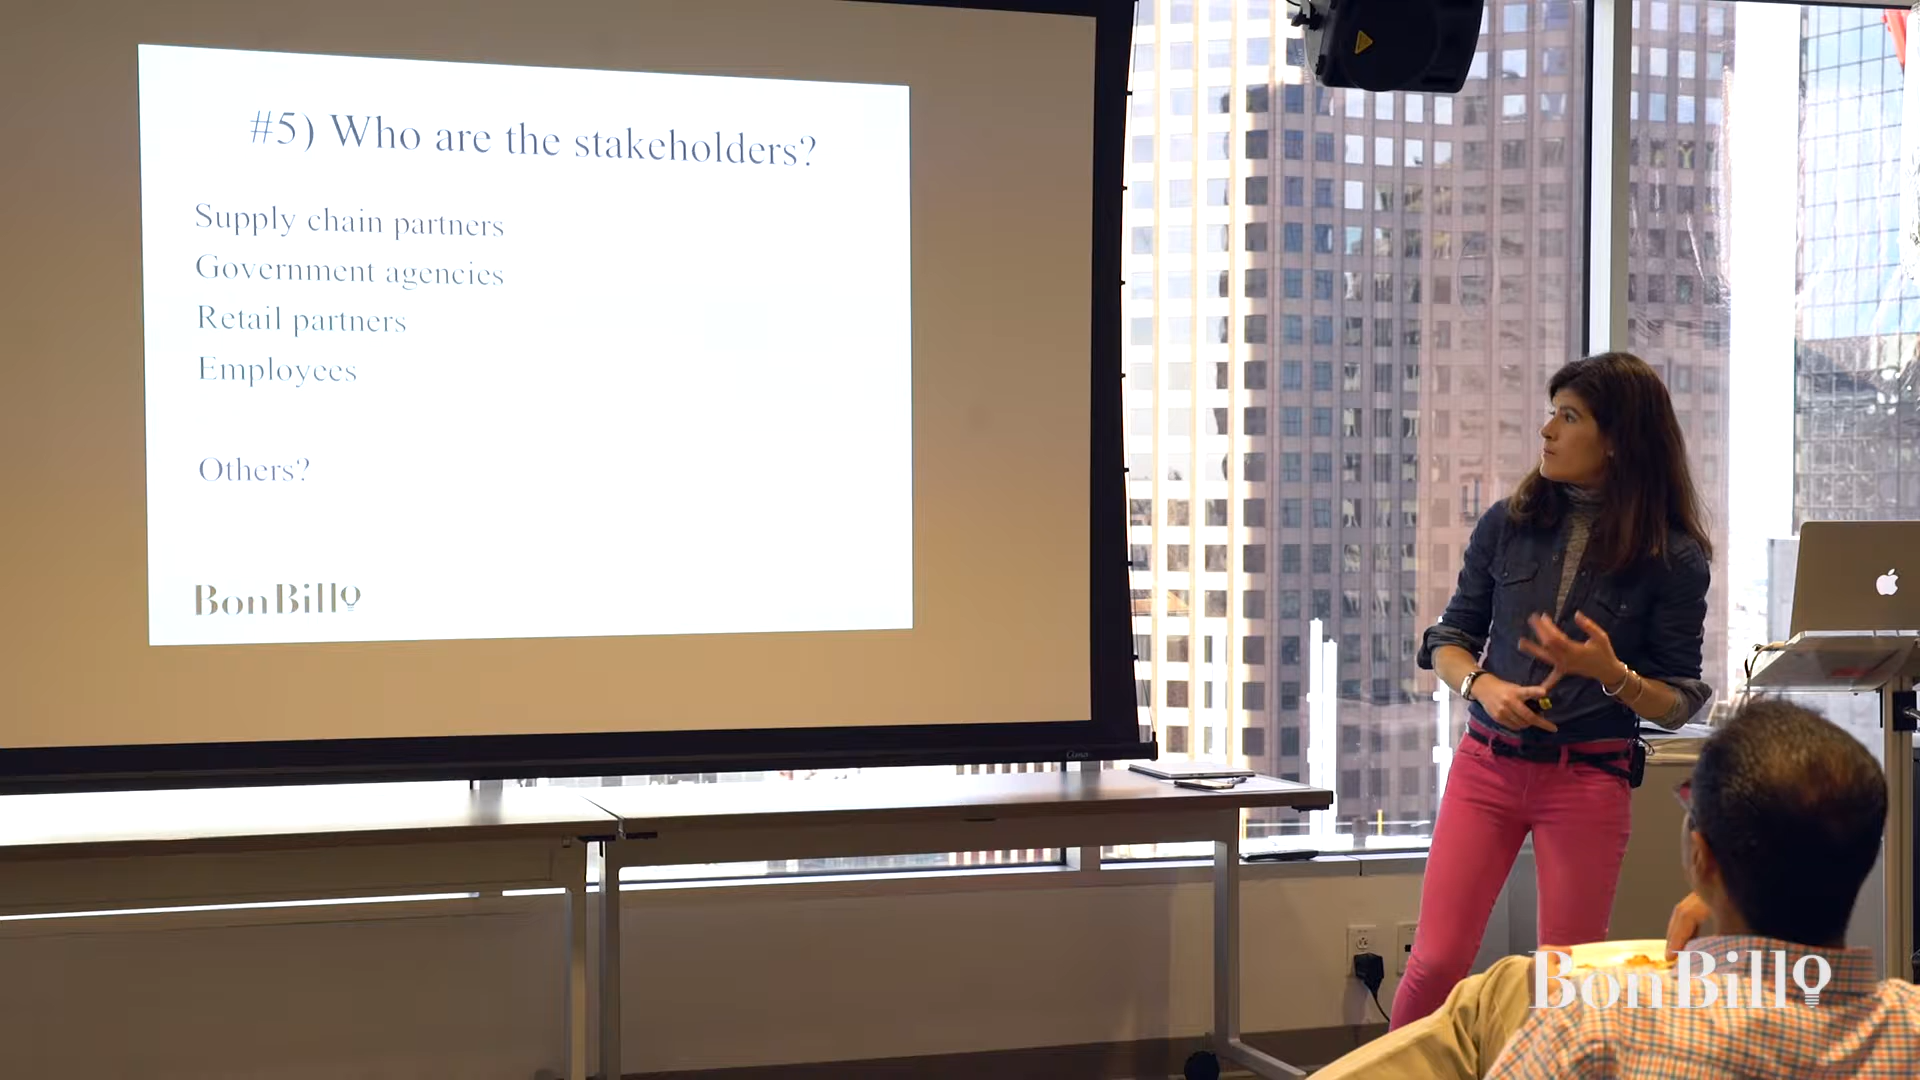 #5) Who are the stakeholders?
Supply chain partners
Government agencies
Retail partners
Employees
Others?
BonBillo
BonBillo